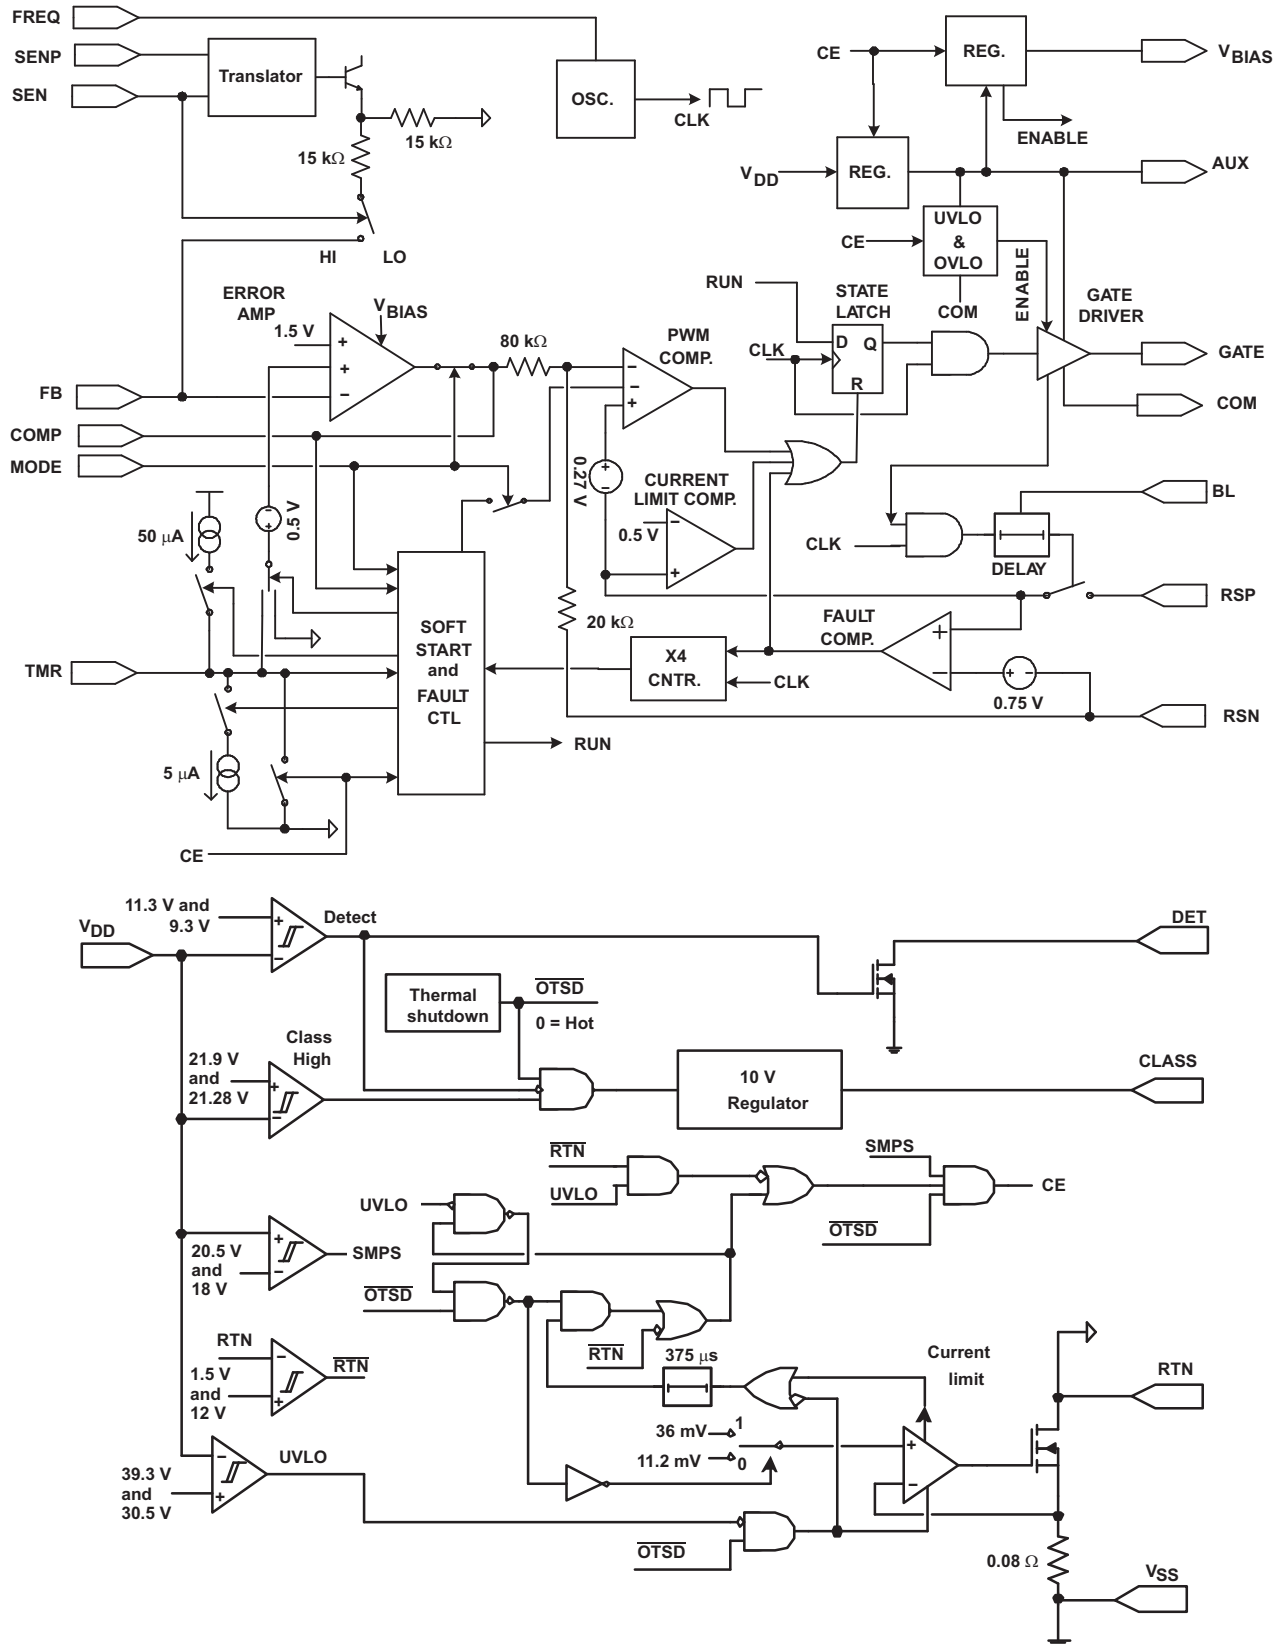 FREQ
SENP
SEN
Translator
15 kΩ
15 kΩ
OSC.
CLK
CE
REG.
VBIAS
ENABLE
VDD
REG.
AUX
UVLO
&
OVLO
CE
COM
ENABLE
HI
LO
RUN
STATE
LATCH
D
Q
R
CLK
GATE
DRIVER
GATE
COM
ERROR
AMP
VBIAS
1.5 V
+
+
−
80 kΩ
PWM
COMP.
−
−
+
FB
COMP
MODE
0.27 V
+
−
CURRENT
LIMIT COMP.
0.5 V
−
+
BL
CLK
DELAY
50 μA
0.5 V
−
+
RSP
20 kΩ
FAULT
COMP.
+
−
SOFT
START
and
FAULT
CTL
X4
CNTR.
CLK
+ −
0.75 V
TMR
RSN
RUN
5 μA
CE
11.3 V and
9.3 V
+
−
Detect
VDD
DET
Thermal
shutdown
OTSD
0 = Hot
Class
High
21.9 V
and
21.28 V
+
−
10 V
Regulator
CLASS
RTN
UVLO
SMPS
CE
OTSD
UVLO
20.5 V
and
18 V
+
−
SMPS
OTSD
RTN
RTN
1.5 V
and
12 V
−
+
RTN
375 μs
Current
limit
RTN
36 mV
1
11.2 mV
0
+
−
UVLO
39.3 V
and
30.5 V
−
+
OTSD
0.08 Ω
VSS